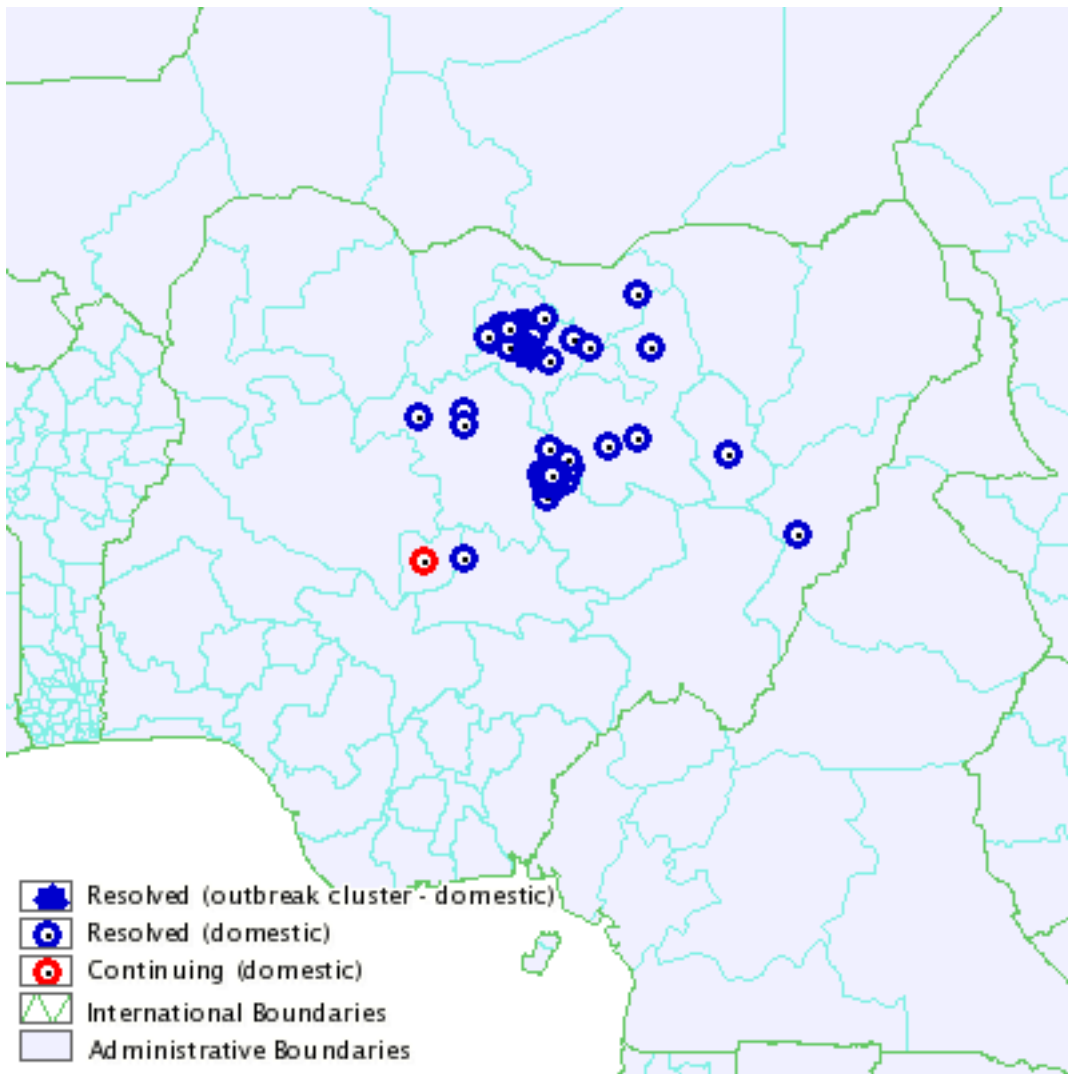 Resolved (outbreak cluster - domestic)
Resolved (domestic)
Continuing (domestic)
International Boundaries
Administrative Boundaries